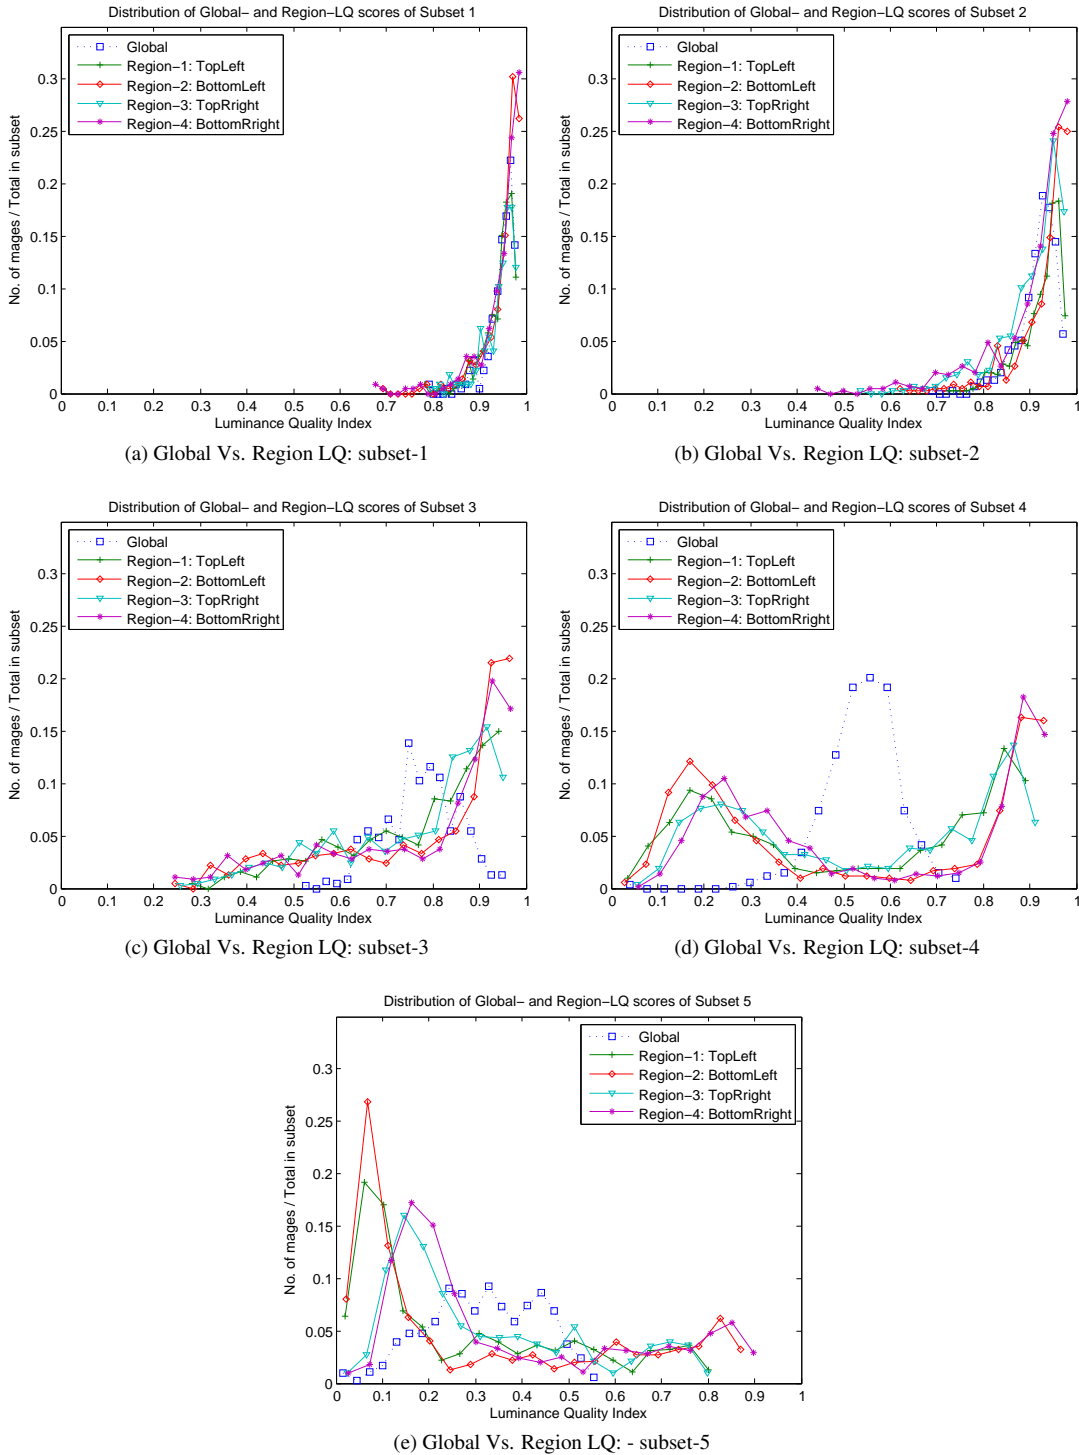 Distribution of Global− and Region−LQ scores of Subset 1
No. of mages / Total in subset
0.3
0.25
0.2
0.15
0.1
0.05
0
Global
Region−1: TopLeft
Region−2: BottomLeft
Region−3: TopRright
Region−4: BottomRright
0 0.1 0.2 0.3 0.4 0.5 0.6 0.7 0.8 0.9 1
Luminance Quality Index
(a) Global Vs. Region LQ: subset-1
Distribution of Global− and Region−LQ scores of Subset 2
No. of mages / Total in subset
0.3
0.25
0.2
0.15
0.1
0.05
0
Global
Region−1: TopLeft
Region−2: BottomLeft
Region−3: TopRright
Region−4: BottomRright
0 0.1 0.2 0.3 0.4 0.5 0.6 0.7 0.8 0.9 1
Luminance Quality Index
(b) Global Vs. Region LQ: subset-2
Distribution of Global− and Region−LQ scores of Subset 3
No. of mages / Total in subset
0.3
0.25
0.2
0.15
0.1
0.05
0
Global
Region−1: TopLeft
Region−2: BottomLeft
Region−3: TopRright
Region−4: BottomRright
0 0.1 0.2 0.3 0.4 0.5 0.6 0.7 0.8 0.9 1
Luminance Quality Index
(c) Global Vs. Region LQ: subset-3
Distribution of Global− and Region−LQ scores of Subset 4
No. of mages / Total in subset
0.3
0.25
0.2
0.15
0.1
0.05
0
Global
Region−1: TopLeft
Region−2: BottomLeft
Region−3: TopRright
Region−4: BottomRright
0 0.1 0.2 0.3 0.4 0.5 0.6 0.7 0.8 0.9 1
Luminance Quality Index
(d) Global Vs. Region LQ: subset-4
Distribution of Global− and Region−LQ scores of Subset 5
No. of mages / Total in subset
0.3
0.25
0.2
0.15
0.1
0.05
0
Global
Region−1: TopLeft
Region−2: BottomLeft
Region−3: TopRright
Region−4: BottomRright
0 0.1 0.2 0.3 0.4 0.5 0.6 0.7 0.8 0.9 1
Luminance Quality Index
(e) Global Vs. Region LQ: - subset-5